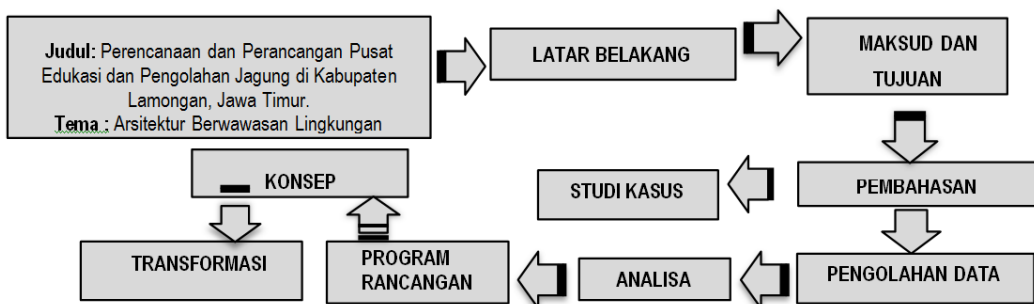 Judul: Perencanaan dan Perancangan Pusat
Edukasi dan Pengolahan Jagung di Kabupaten
Lamongan, Jawa Timur.
Tema : Arsitektur Berwawasan Lingkungan
LATAR BELAKANG
MAKSUD DAN
TUJUAN
PEMBAHASAN
STUDI KASUS
PENGOLAHAN DATA
ANALISA
PROGRAM
RANCANGAN
KONSEP
TRANSFORMASI